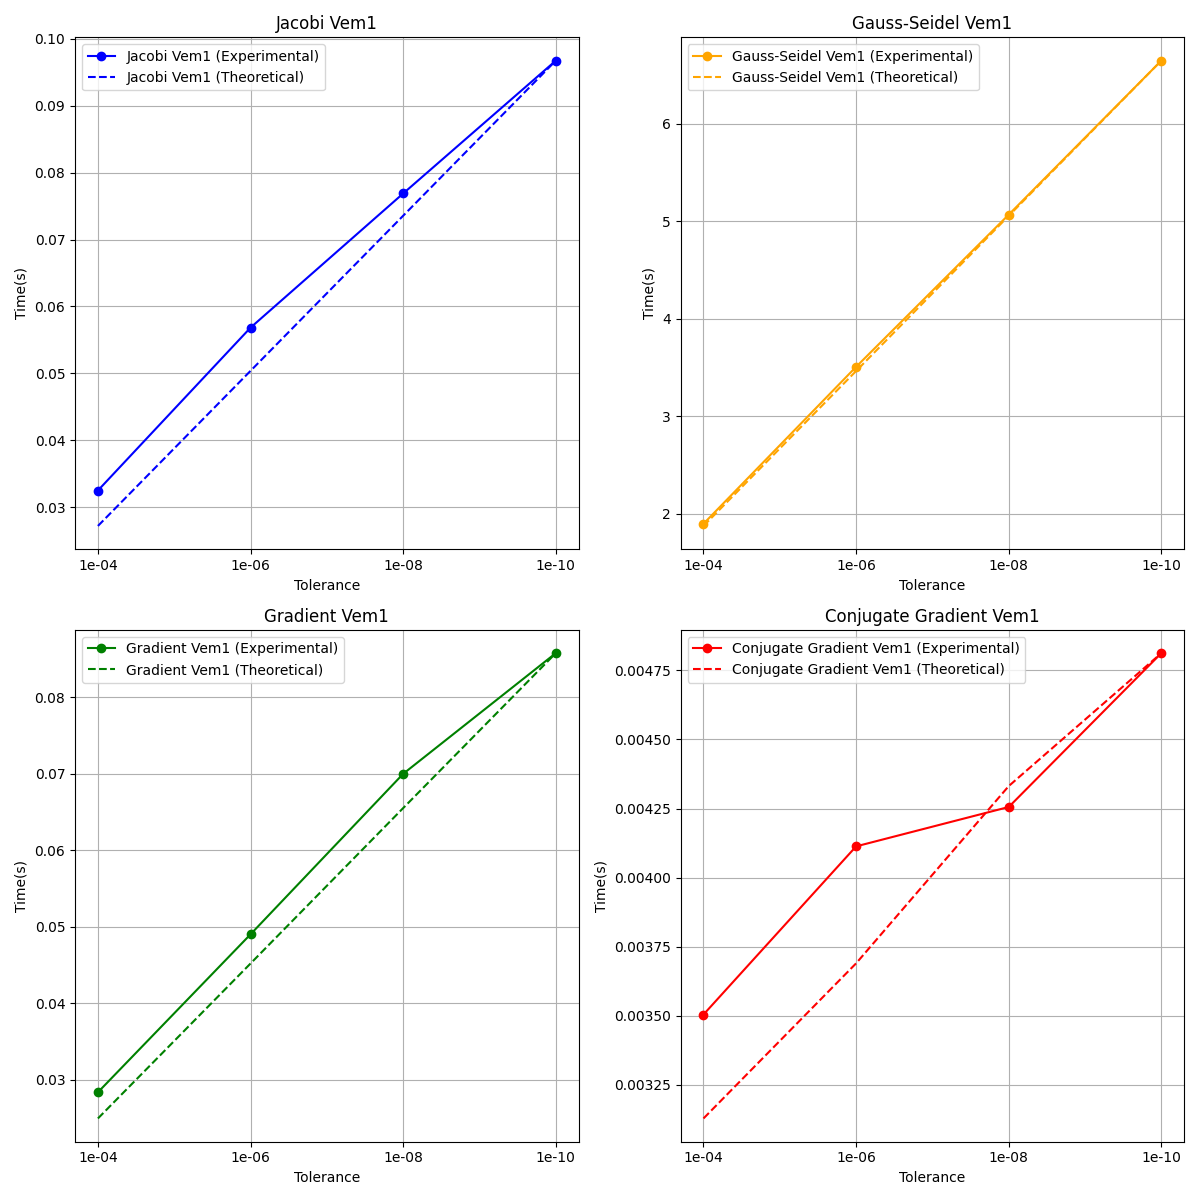 Jacobi Vem1
Jacobi Vem1 (Experimental)
Jacobi Vem1 (Theoretical)
0.10
0.09
0.08
0.07
0.06
0.05
0.04
0.03
Time(s)
1e-04 1e-06 1e-08 1e-10
Tolerance
Gauss-Seidel Vem1
Gauss-Seidel Vem1 (Experimental)
Gauss-Seidel Vem1 (Theoretical)
6
5
4
3
2
Time(s)
1e-04 1e-06 1e-08 1e-10
Tolerance
Gradient Vem1
Gradient Vem1 (Experimental)
Gradient Vem1 (Theoretical)
0.08
0.07
0.06
0.05
0.04
0.03
Time(s)
1e-04 1e-06 1e-08 1e-10
Tolerance
Conjugate Gradient Vem1
Conjugate Gradient Vem1 (Experimental)
Conjugate Gradient Vem1 (Theoretical)
0.00475
0.00450
0.00425
0.00400
0.00375
0.00350
0.00325
Time(s)
1e-04 1e-06 1e-08 1e-10
Tolerance